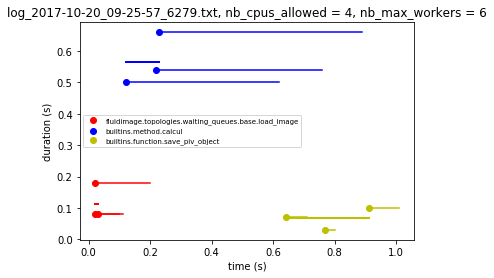 log_2017-10-20_09-25-57_6279.txt, nb_cpus_allowed = 4, nb_max_workers = 6
duration (s)
0.6
0.5
0.4
0.3
0.2
0.1
0.0
fluidimage.topologies.waiting_queues.base.load_image
builtins.method.calcul
builtins.function.save_piv_object
0.0 0.2 0.4 0.6 0.8 1.0
time (s)